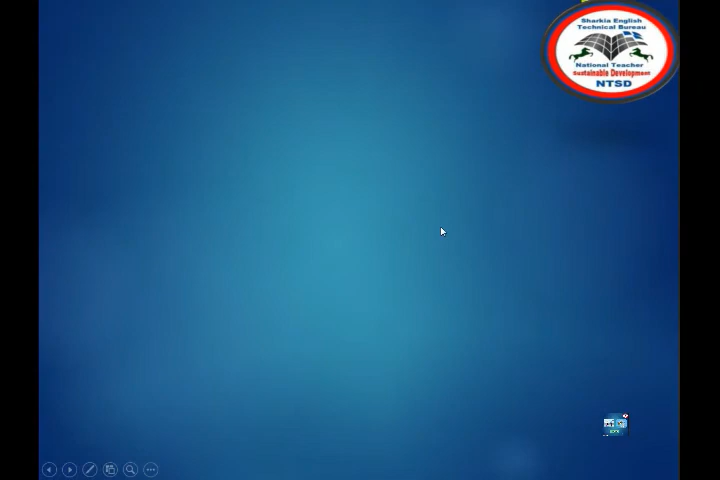 Sharkia English
Technical Bureau
National Teacher
Sustainable Development
NTSD